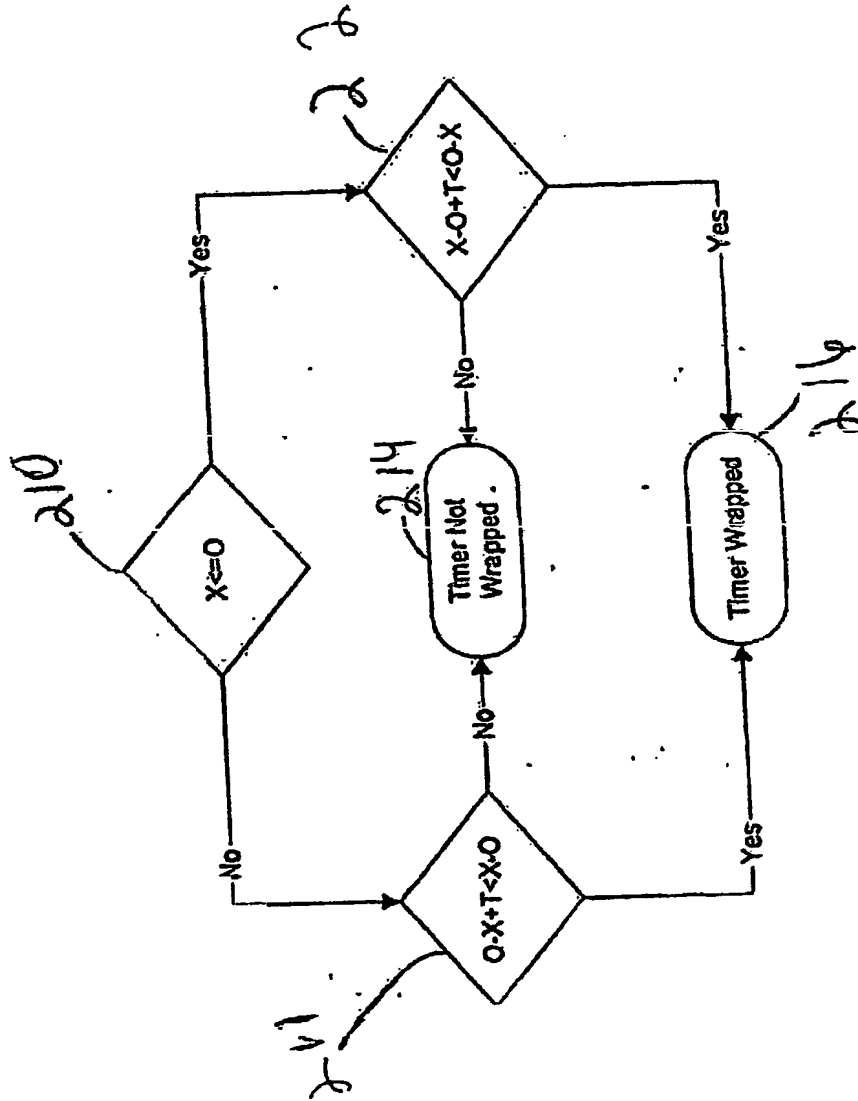 210
X<=O
No
Yes
O-X+T<X-O
X-O+T<O-X
No
No
214
Timer Not
Wrapped .
Yes
Yes
Timer Wrapped
216